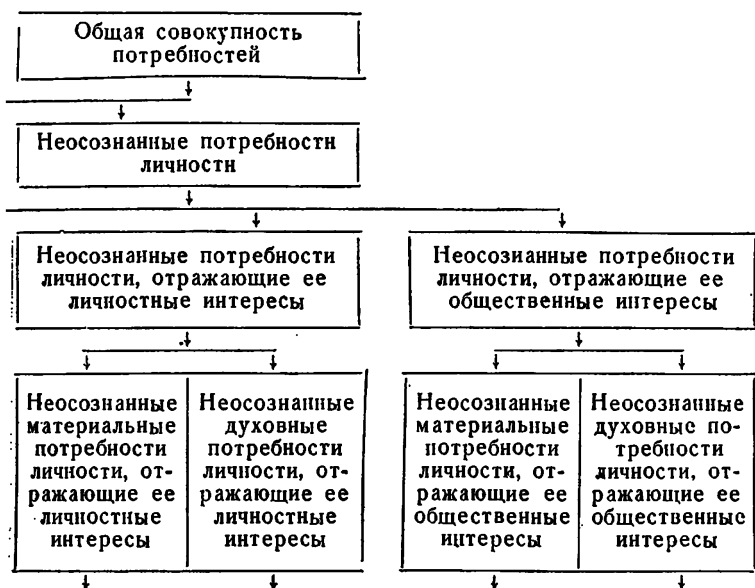 Общая совокупность
потребностей
Неосознанные потребности
личности
Неосознанные потребности
личности, отражающие ее
личностные интересы
Неосознанные потребности
личности, отражающие ее
общественные интересы
Неосознанные
материальные
потребности
личности, от-
ражающие ее
личностные
интересы
Неосознанные
духовные
потребности
личности, от-
ражающие ее
личностные
интересы
Неосознанные
материальные
потребности
личности, от-
ражающие ее
общественные
интересы
Неосознанные
духовные по-
требности
личности, от-
ражающие ее
общественные
интересы